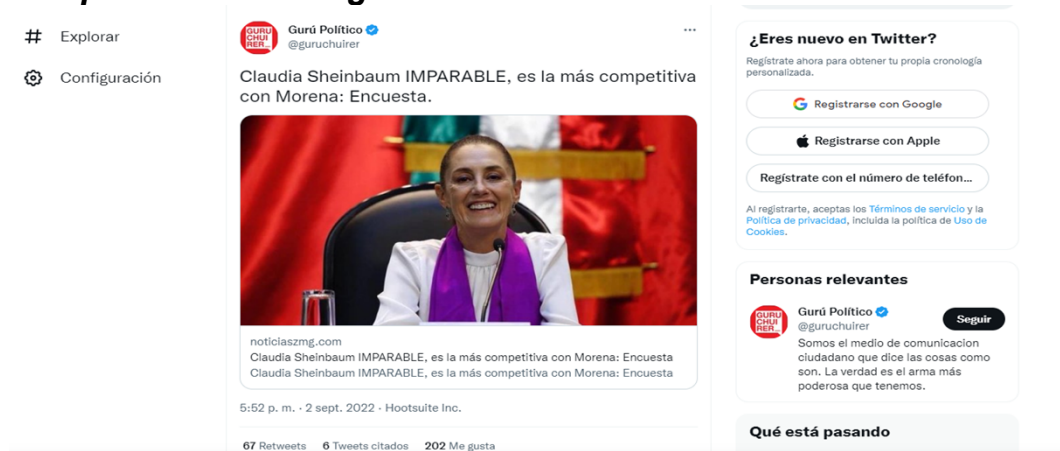 Explorar
Configuración
GURU
CHUI
RER...
Gurú Político
@guruchuirer
Claudia Sheinbaum IMPARABLE, es la más competitiva
con Morena: Encuesta.
noticiaszmg.com
Claudia Sheinbaum IMPARABLE, es la más competitiva con Morena: Encuesta
Claudia Sheinbaum IMPARABLE, es la más competitiva con Morena: Encuesta
5:52 p. m. · 2 sept. 2022 · Hootsuite Inc.
67 Retweets 6 Tweets citados 202 Me gusta
¿Eres nuevo en Twitter?
Regístrate ahora para obtener tu propia cronología
personalizada.
Registrarse con Google
Registrarse con Apple
Regístrate con el número de teléfon...
Al registrarte, aceptas los Términos de servicio y la
Política de privacidad, incluida la política de Uso de
Cookies.
Personas relevantes
GURU
CHUI
RER...
Gurú Político
@guruchuirer
Seguir
Somos el medio de comunicacion
ciudadano que dice las cosas como
son. La verdad es el arma más
poderosa que tenemos.
Qué está pasando